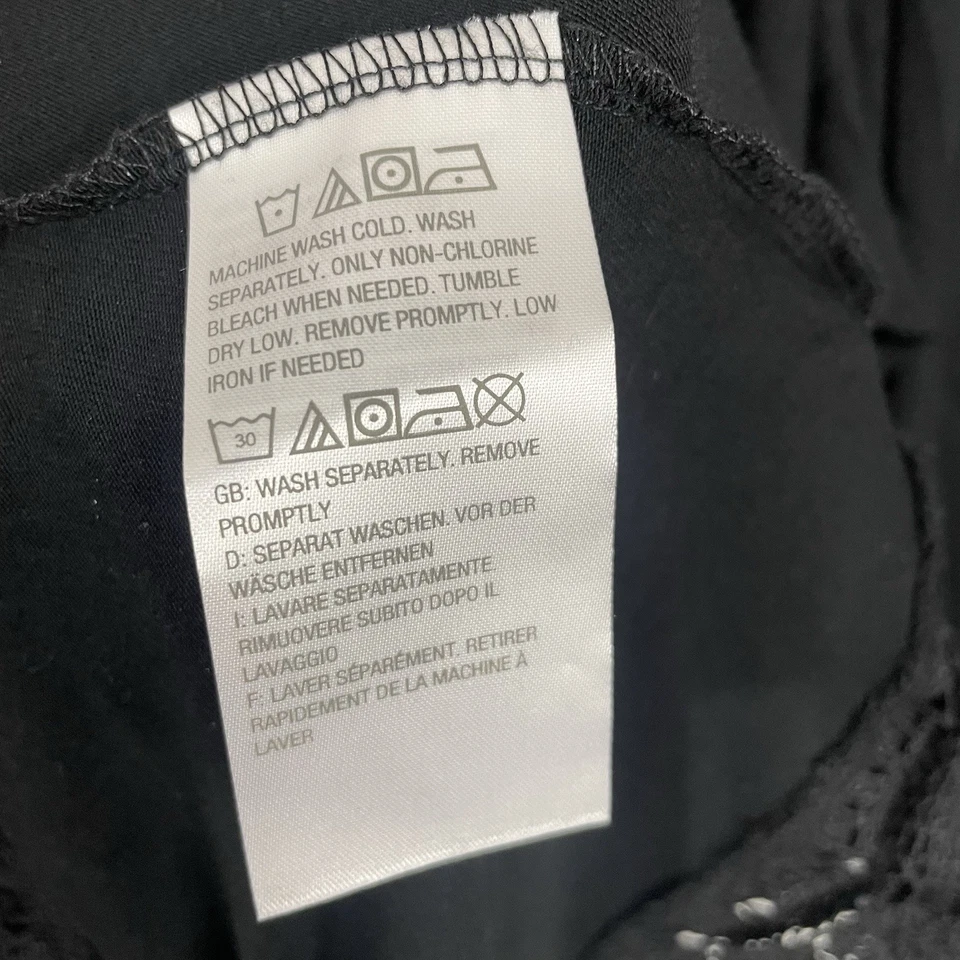 MACHINE WASH COLD. WASH
SEPARATELY. ONLY NON-CHLORINE
BLEACH WHEN NEEDED. TUMBLE
DRY LOW. REMOVE PROMPTLY. LOW
IRON IF NEEDED
30
GB: WASH SEPARATELY. REMOVE
PROMPTLY
D: SEPARAT WASCHEN. VOR DER
WÄSCHE ENTFERNEN
I: LAVARE SEPARATAMENTE
RIMUOVERE SUBITO DOPO IL
LAVAGGIO
F: LAVER SÉPARÉMENT. RETIRER
RAPIDEMENT DE LA MACHINE À
LAVER